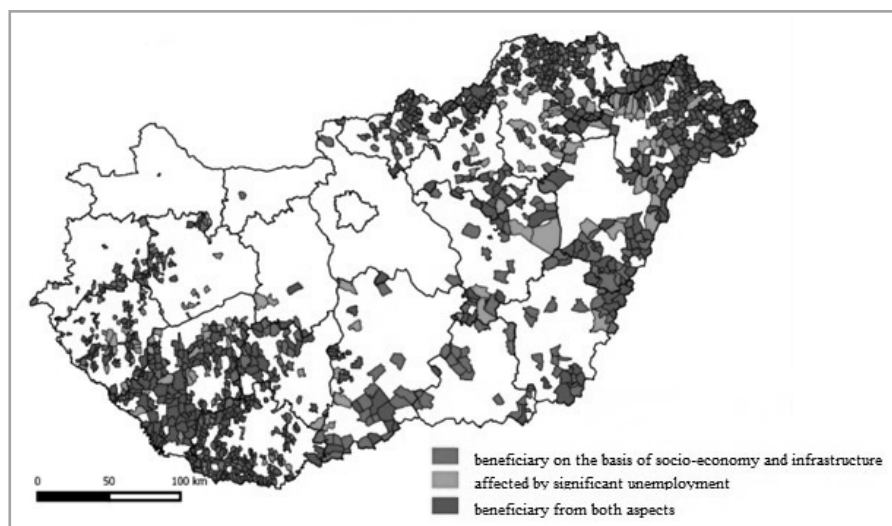 beneficiary on the basis of socio-economy and infrastructure
affected by significant unemployment
beneficiary from both aspects
0 50 100 km